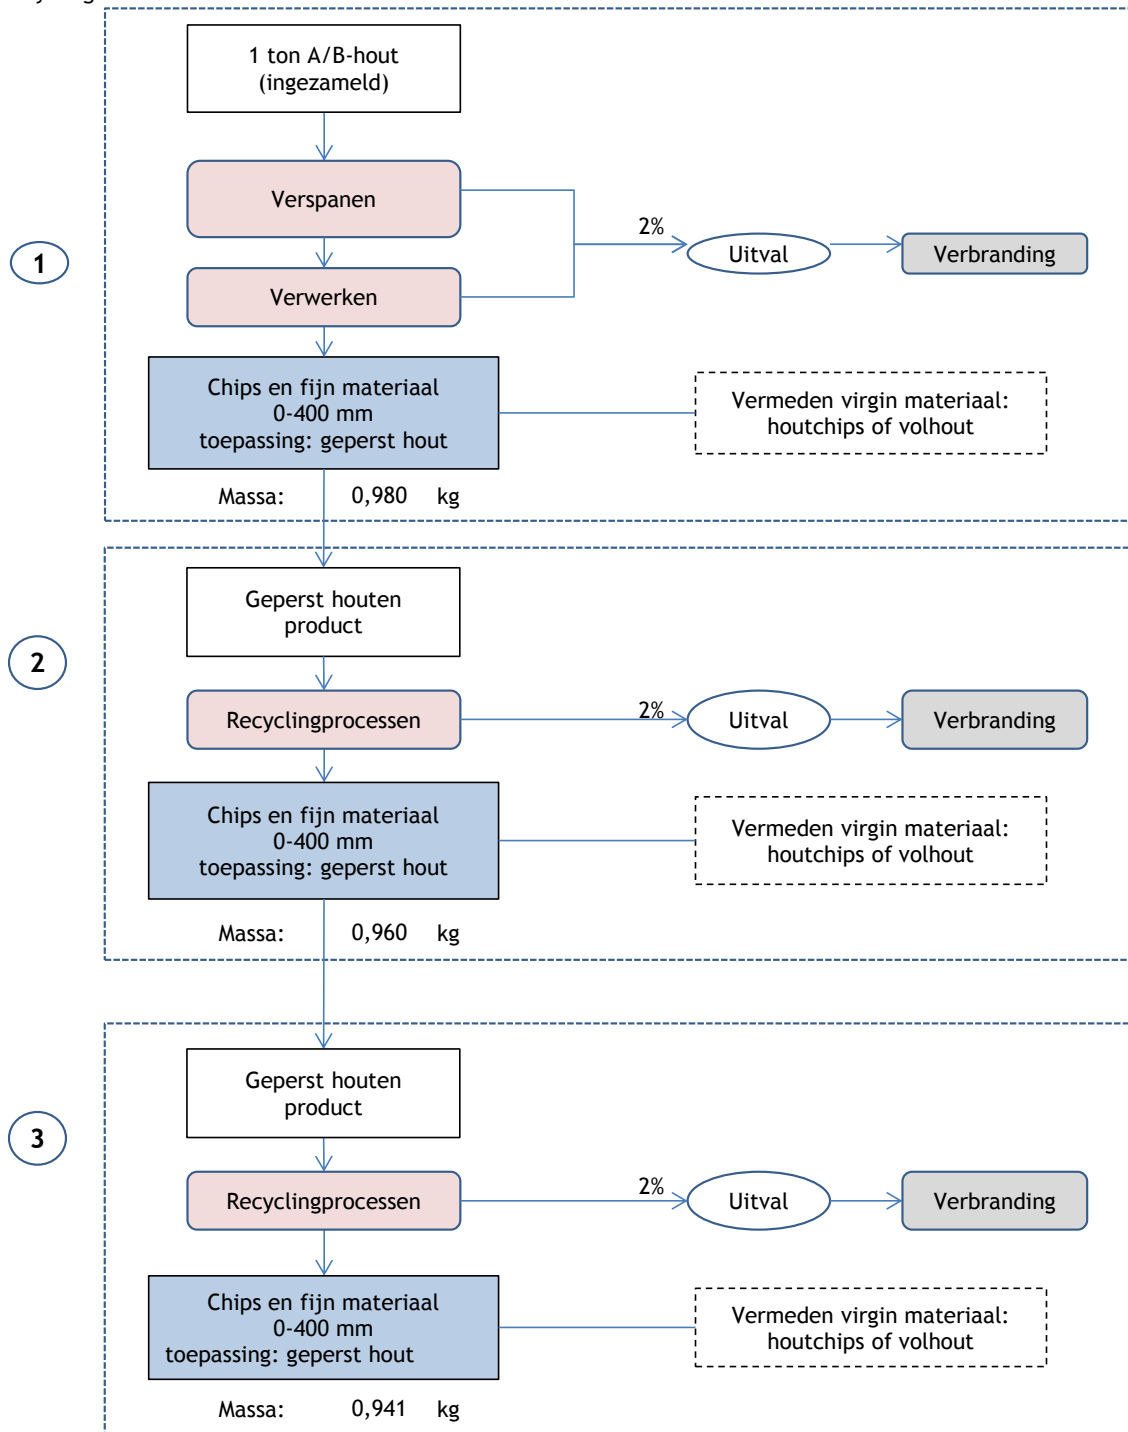 1 ton A/B-hout
(ingezameld)
Verspanen
2%
Uitval
Verbranding
1
Verwerken
Chips en fijn materiaal
0-400 mm
toepassing: geperst hout
Vermeden virgin materiaal:
houtchips of volhout
Massa: 0,980 kg
Geperst houten
product
2
Recyclingprocessen
2%
Uitval
Verbranding
Chips en fijn materiaal
0-400 mm
toepassing: geperst hout
Vermeden virgin materiaal:
houtchips of volhout
Massa: 0,960 kg
Geperst houten
product
3
Recyclingprocessen
2%
Uitval
Verbranding
Chips en fijn materiaal
0-400 mm
toepassing: geperst hout
Vermeden virgin materiaal:
houtchips of volhout
Massa: 0,941 kg